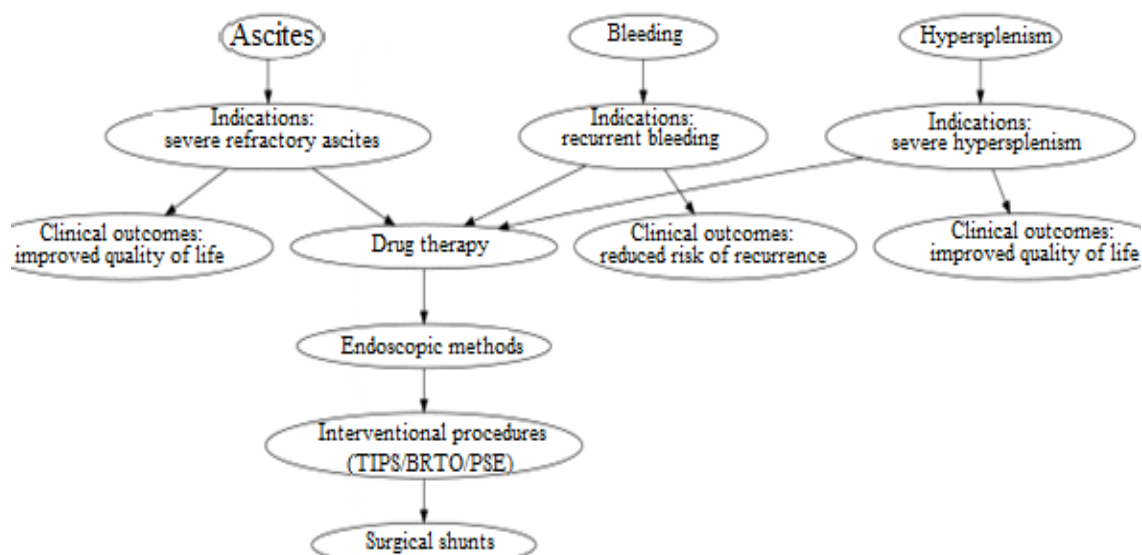 Ascites
Bleeding
Hypersplenism
Indications:
severe refractory ascites
Indications:
recurrent bleeding
Indications:
severe hypersplenism
Clinical outcomes:
improved quality of life
Drug therapy
Clinical outcomes:
reduced risk of recurrence
Clinical outcomes:
improved quality of life
Endoscopic methods
Interventional procedures
(TIPS/BRTO/PSE)
Surgical shunts